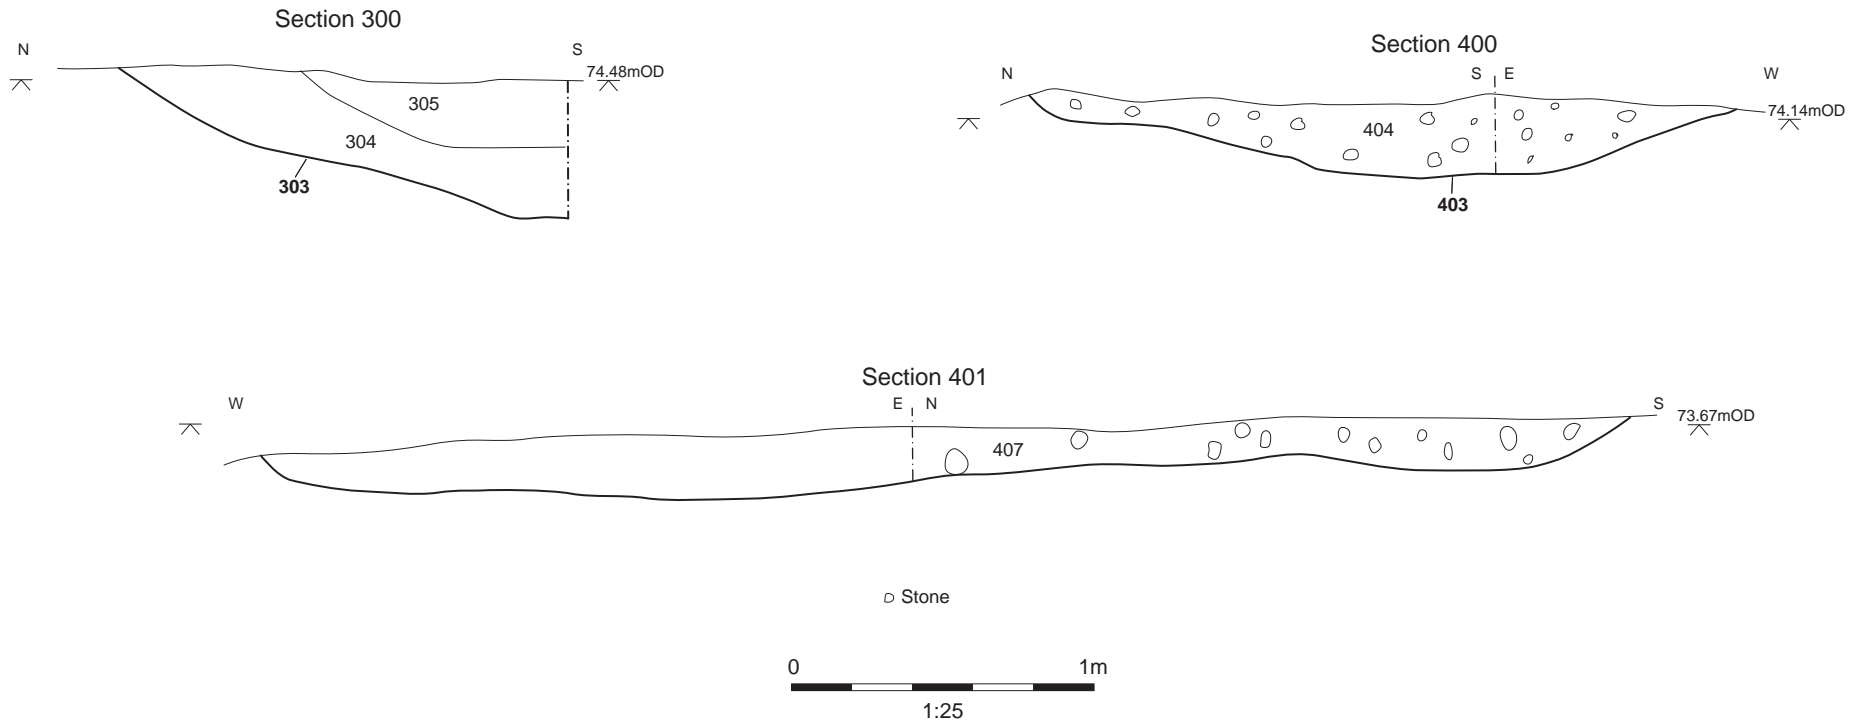 Section 300
N S
74.48mOD
305
304
303
Section 400
N S E W
74.14mOD
404
403
Section 401
W E N S
73.67mOD
407
Stone
0 1m
1:25